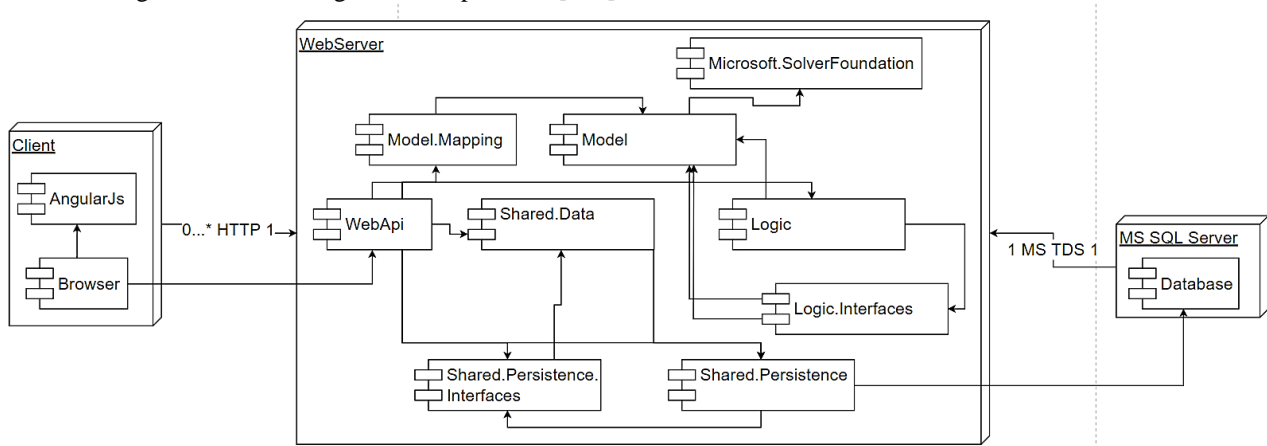 WebServer
Microsoft.SolverFoundation
Model.Mapping
Model
Client
AngularJs
Shared.Data
WebApi
Logic
0...* HTTP 1
MS SQL Server
1 MS TDS 1
Browser
Database
Logic.Interfaces
Shared.Persistence.
Interfaces
Shared.Persistence